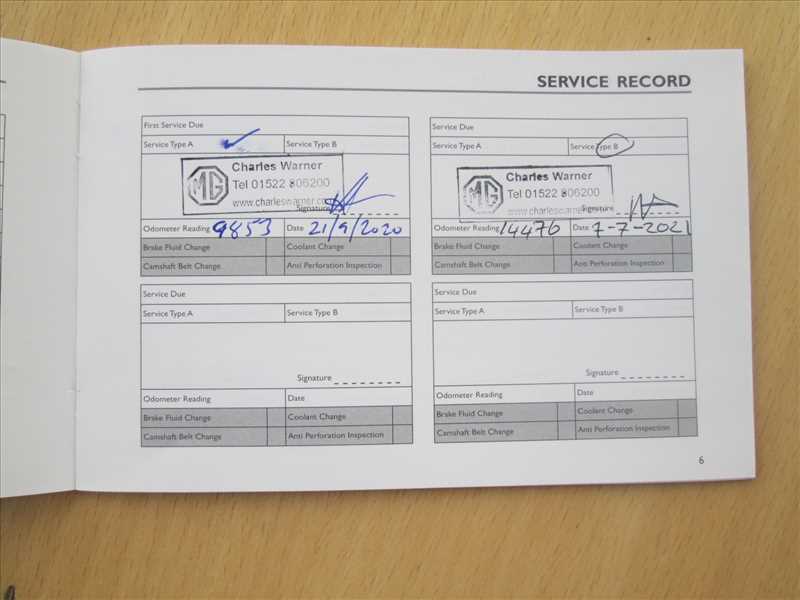 SERVICE RECORD
First Service Due
Service Type A
Service Type B
MG
Charles Warner
Tel 01522 806200
www.charleswarner.co
Signature
Odometer Reading 9853
Date 21/9/2020
Brake Fluid Change
Coolant Change
Camshaft Belt Change
Anti Perforation Inspection
Service Due
Service Type A
Service Type B
MG
Charles Warner
Tel 01522 806200
Signature
Odometer Reading 14476
Date 7-7-2021
Brake Fluid Change
Coolant Change
Camshaft Belt Change
Anti Perforation Inspection
Service Due
Service Type A
Service Type B
Signature
Odometer Reading
Date
Brake Fluid Change
Coolant Change
Camshaft Belt Change
Anti Perforation Inspection
Service Due
Service Type A
Service Type B
Signature
Odometer Reading
Date
Brake Fluid Change
Coolant Change
Camshaft Belt Change
Anti Perforation Inspection
6